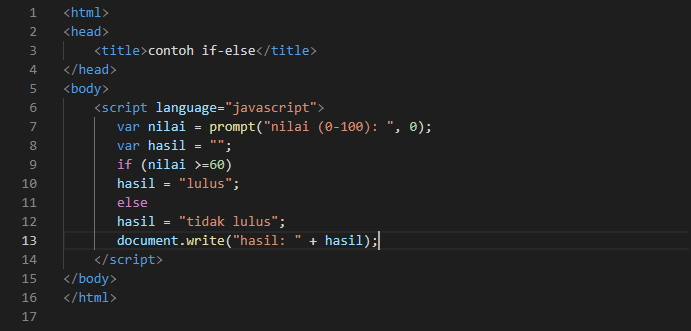 1 <html>
2 <head>
3     <title>contoh if-else</title>
4 </head>
5 <body>
6     <script language="javascript">
7        var nilai = prompt("nilai (0-100): ", 0);
8        var hasil = "";
9        if (nilai >=60)
10        hasil = "lulus";
11        else
12        hasil = "tidak lulus";
13        document.write("hasil: " + hasil);
14     </script>
15 </body>
16 </html>
17